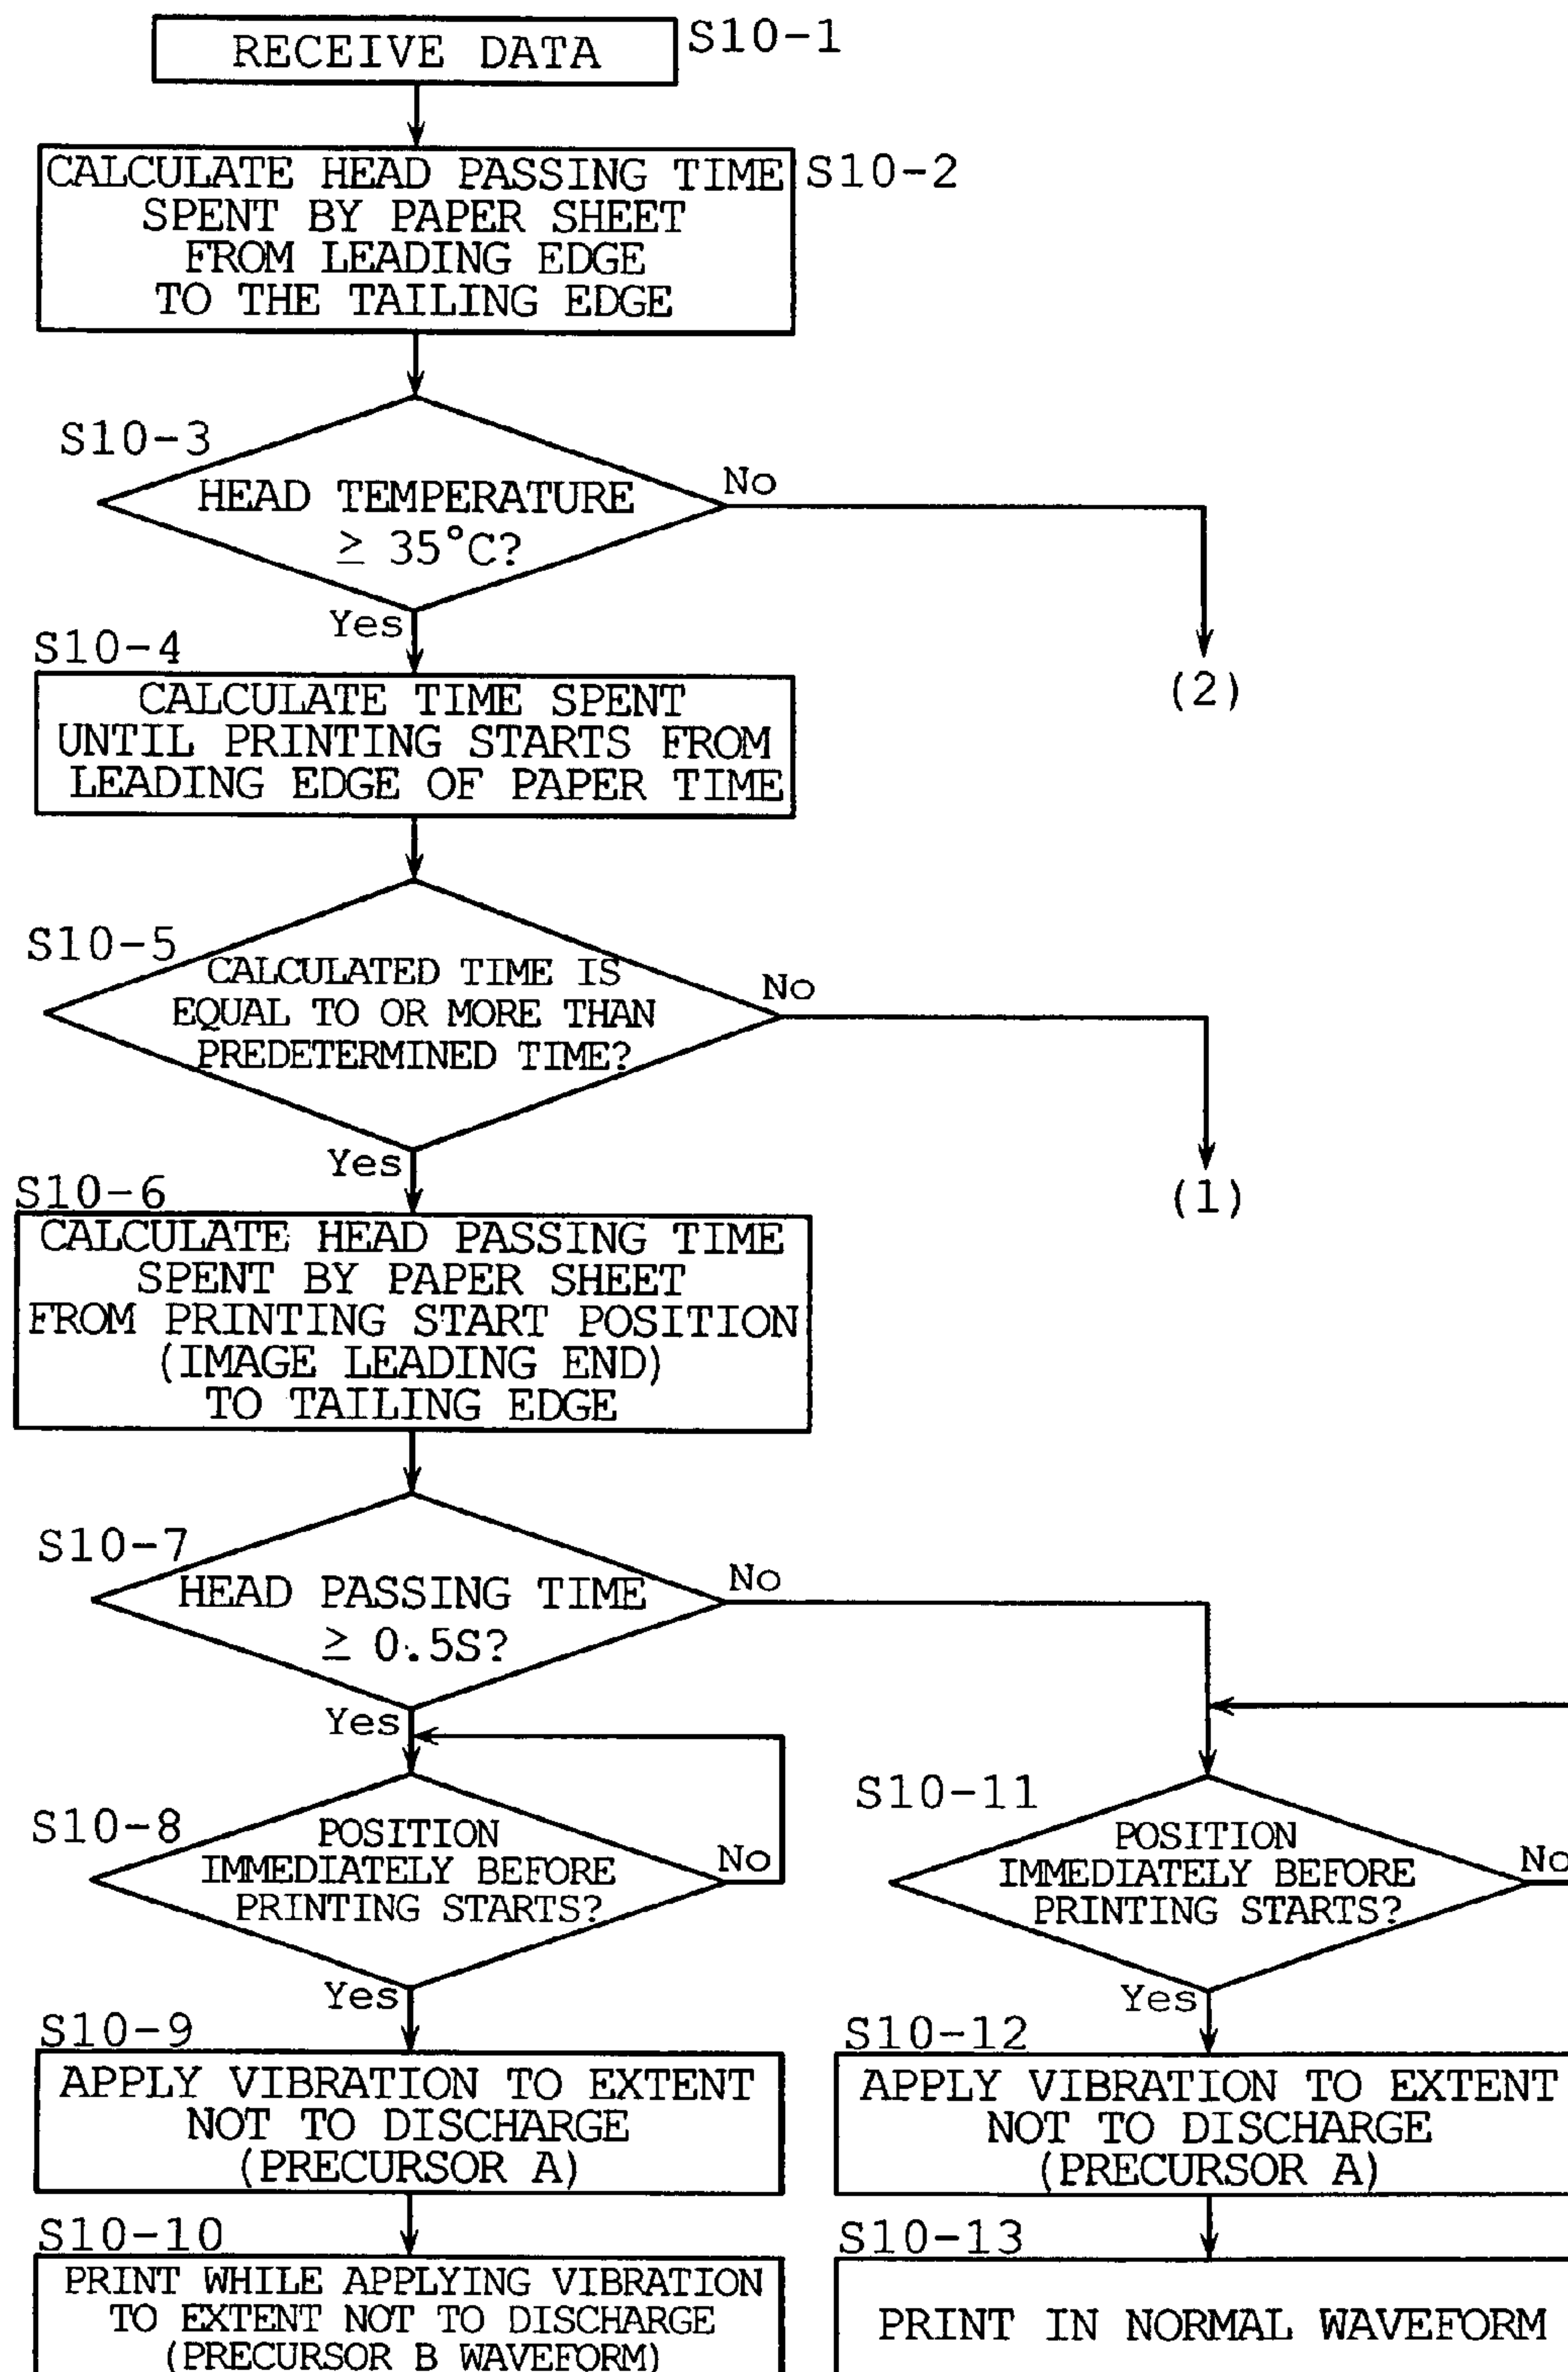 RECEIVE DATA
S10-1
CALCULATE HEAD PASSING TIME
SPENT BY PAPER SHEET
FROM LEADING EDGE
TO THE TAILING EDGE
S10-2
S10-3
HEAD TEMPERATURE
≥ 35°C?
No
(2)
Yes
S10-4
CALCULATE TIME SPENT
UNTIL PRINTING STARTS FROM
LEADING EDGE OF PAPER TIME
S10-5
CALCULATED TIME IS
EQUAL TO OR MORE THAN
PREDETERMINED TIME?
No
(1)
Yes
S10-6
CALCULATE HEAD PASSING TIME
SPENT BY PAPER SHEET
FROM PRINTING START POSITION
(IMAGE LEADING END)
TO TAILING EDGE
S10-7
HEAD PASSING TIME
≥ 0.5S?
No
Yes
S10-8
POSITION
IMMEDIATELY BEFORE
PRINTING STARTS?
No
Yes
S10-9
APPLY VIBRATION TO EXTENT
NOT TO DISCHARGE
(PRECURSOR A)
S10-10
PRINT WHILE APPLYING VIBRATION
TO EXTENT NOT TO DISCHARGE
(PRECURSOR B WAVEFORM)
S10-11
POSITION
IMMEDIATELY BEFORE
PRINTING STARTS?
No
Yes
S10-12
APPLY VIBRATION TO EXTENT
NOT TO DISCHARGE
(PRECURSOR A)
S10-13
PRINT IN NORMAL WAVEFORM